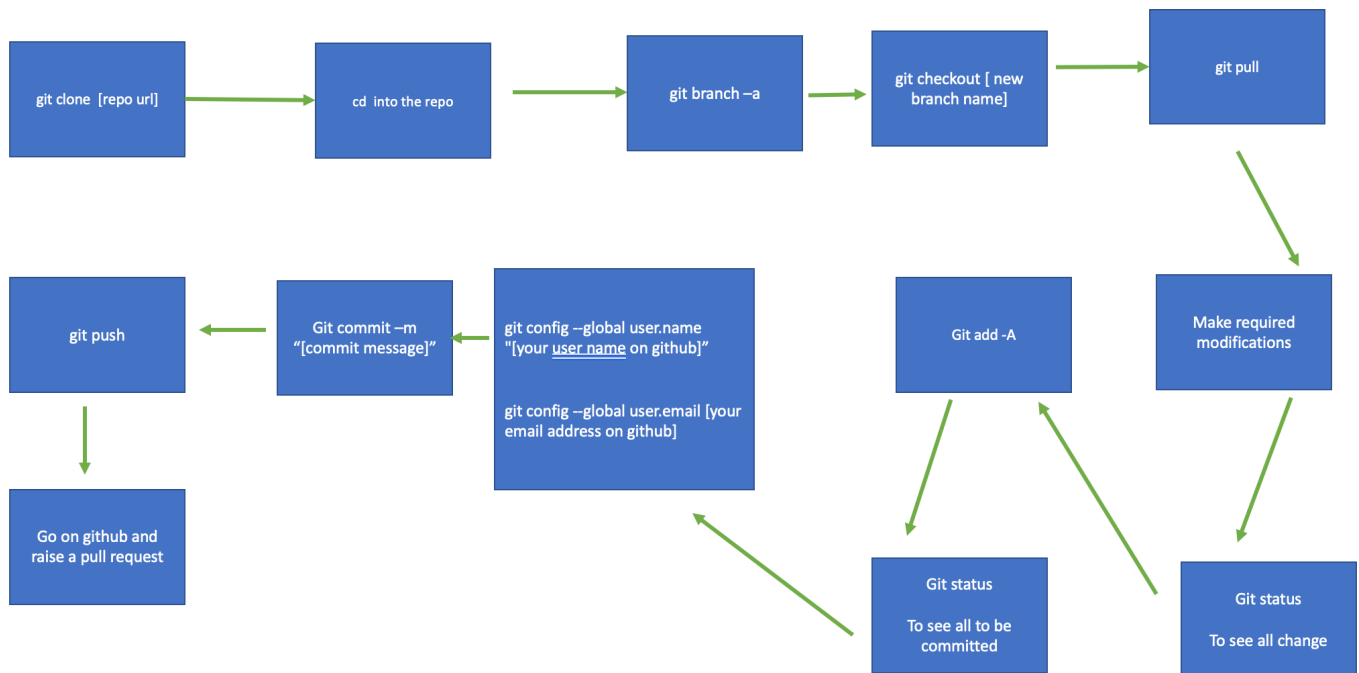 git clone [repo url]
cd into the repo
git branch –a
git checkout [ new
branch name]
git pull
Make required
modifications
Git status
To see all change
Git add -A
Git status
To see all to be
committed
git config --global user.name
"[your user name on github]”
git config --global user.email [your
email address on github]
Git commit –m
“[commit message]”
git push
Go on github and
raise a pull request